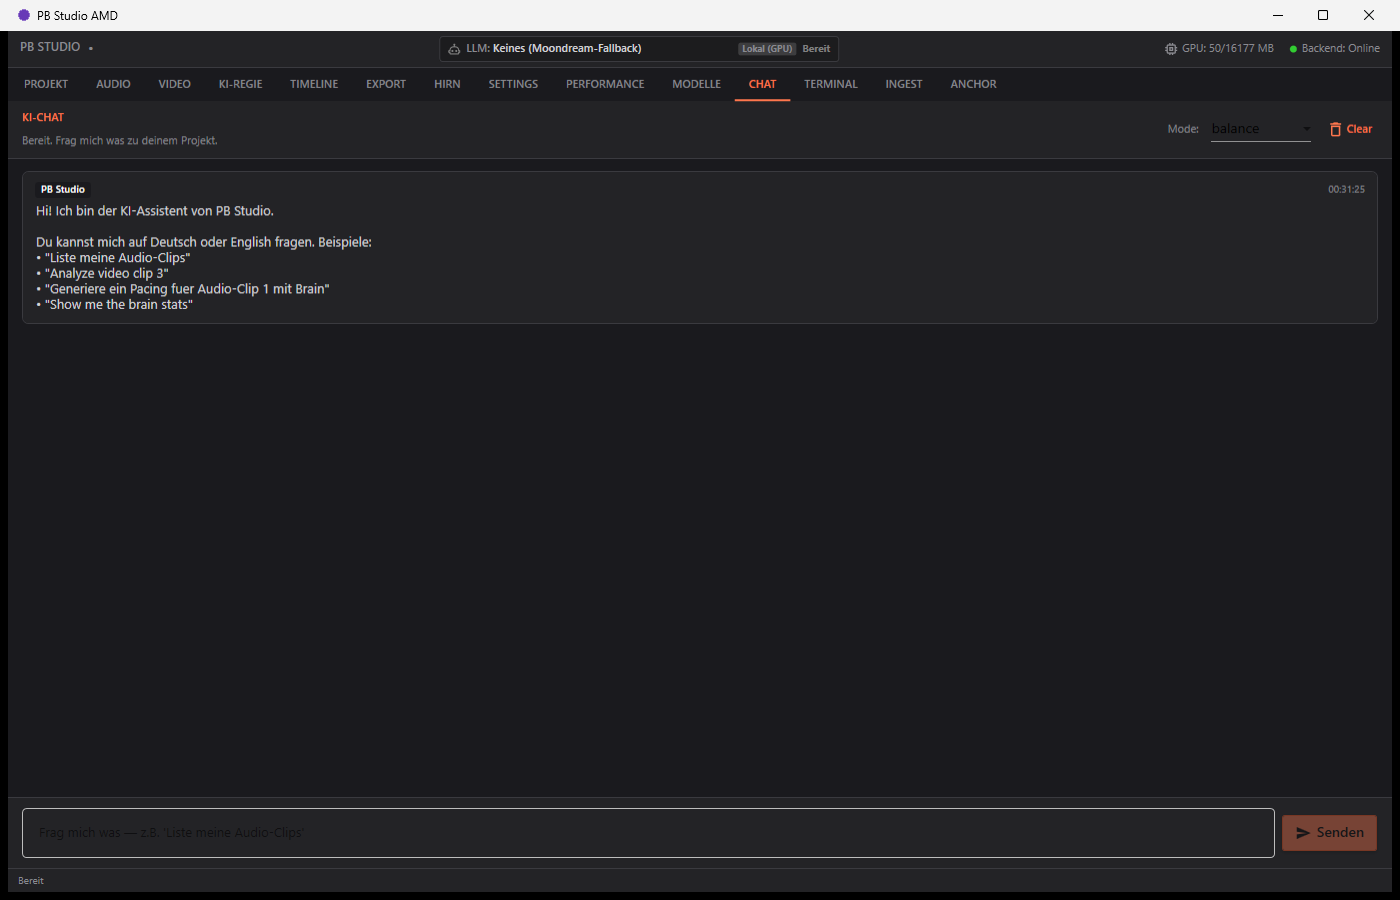 PB Studio AMD
PB STUDIO •
LLM: Keines (Moondream-Fallback) Lokal (GPU) Bereit
GPU: 50/16177 MB
Backend: Online
PROJEKT AUDIO VIDEO KI-REGIE TIMELINE EXPORT HIRN SETTINGS PERFORMANCE MODELLE CHAT TERMINAL INGEST ANCHOR
KI-CHAT
Bereit. Frag mich was zu deinem Projekt.
Mode: balance
Clear
PB Studio
00:31:25
Hi! Ich bin der KI-Assistent von PB Studio.
Du kannst mich auf Deutsch oder English fragen. Beispiele:
• "Liste meine Audio-Clips"
• "Analyze video clip 3"
• "Generiere ein Pacing fuer Audio-Clip 1 mit Brain"
• "Show me the brain stats"
Frag mich was — z.B. 'Liste meine Audio-Clips'
Senden
Bereit